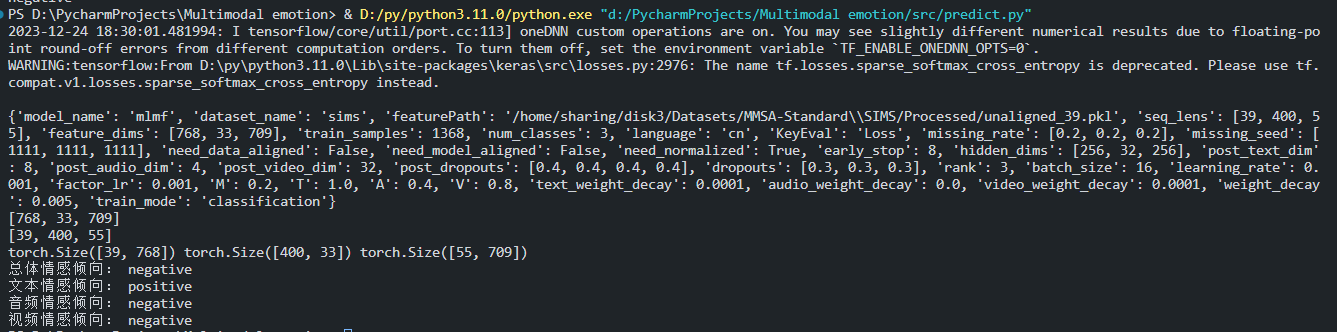 negative
PS D:\PycharmProjects\Multimodal emotion> & D:/py/python3.11.0/python.exe "d:/PycharmProjects/Multimodal emotion/src/predict.py"
2023-12-24 18:30:01.481994: I tensorflow/core/util/port.cc:113] oneDNN custom operations are on. You may see slightly different numerical results due to floating-po
int round-off errors from different computation orders. To turn them off, set the environment variable `TF_ENABLE_ONEDNN_OPTS=0`.
WARNING:tensorflow:From D:\py\python3.11.0\Lib\site-packages\keras\src\losses.py:2976: The name tf.losses.sparse_softmax_cross_entropy is deprecated. Please use tf.
compat.v1.losses.sparse_softmax_cross_entropy instead.
{'model_name': 'mlmf', 'dataset_name': 'sims', 'featurePath': '/home/sharing/disk3/Datasets/MMSA-Standard\\SIMS/Processed/unaligned_39.pkl', 'seq_lens': [39, 400, 5
5], 'feature_dims': [768, 33, 709], 'train_samples': 1368, 'num_classes': 3, 'language': 'cn', 'KeyEval': 'Loss', 'missing_rate': [0.2, 0.2, 0.2], 'missing_seed': [
1111, 1111, 1111], 'need_data_aligned': False, 'need_model_aligned': False, 'need_normalized': True, 'early_stop': 8, 'hidden_dims': [256, 32, 256], 'post_text_dim'
: 8, 'post_audio_dim': 4, 'post_video_dim': 32, 'post_dropouts': [0.4, 0.4, 0.4, 0.4], 'dropouts': [0.3, 0.3, 0.3], 'rank': 3, 'batch_size': 16, 'learning_rate': 0.
001, 'factor_lr': 0.001, 'M': 0.2, 'T': 1.0, 'A': 0.4, 'V': 0.8, 'text_weight_decay': 0.0001, 'audio_weight_decay': 0.0, 'video_weight_decay': 0.0001, 'weight_decay
': 0.005, 'train_mode': 'classification'}
[768, 33, 709]
[39, 400, 55]
torch.Size([39, 768]) torch.Size([400, 33]) torch.Size([55, 709])
总体情感倾向： negative
文本情感倾向： positive
音频情感倾向： negative
视频情感倾向： negative